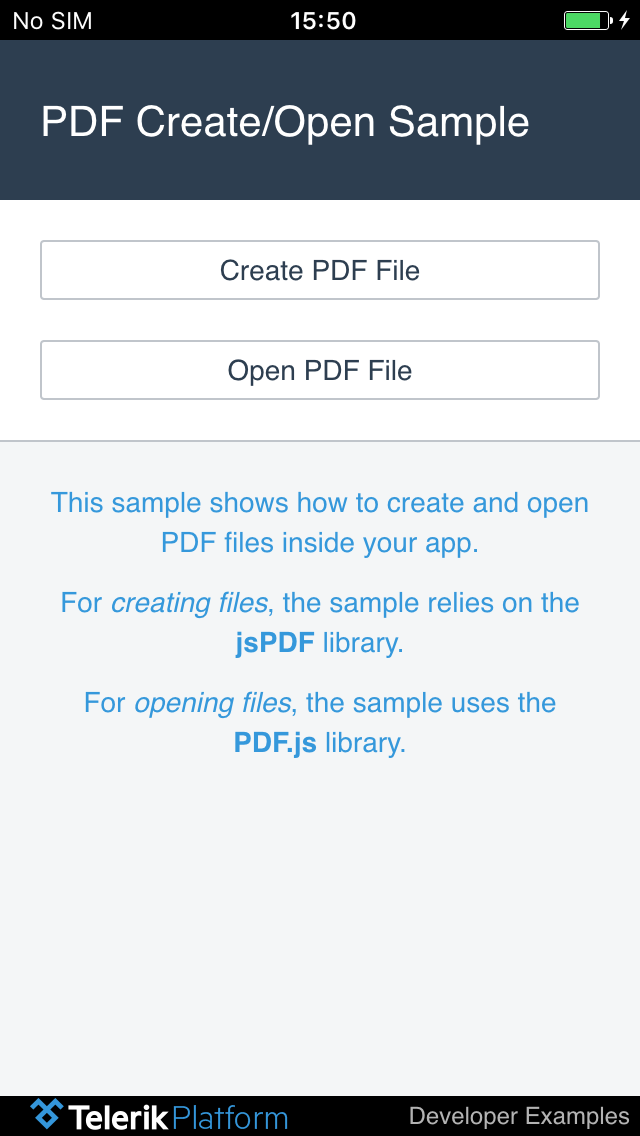 No SIM 15:50
PDF Create/Open Sample
Create PDF File
Open PDF File
This sample shows how to create and open
PDF files inside your app.
For creating files, the sample relies on the
jsPDF library.
For opening files, the sample uses the
PDF.js library.
Telerik Platform Developer Examples